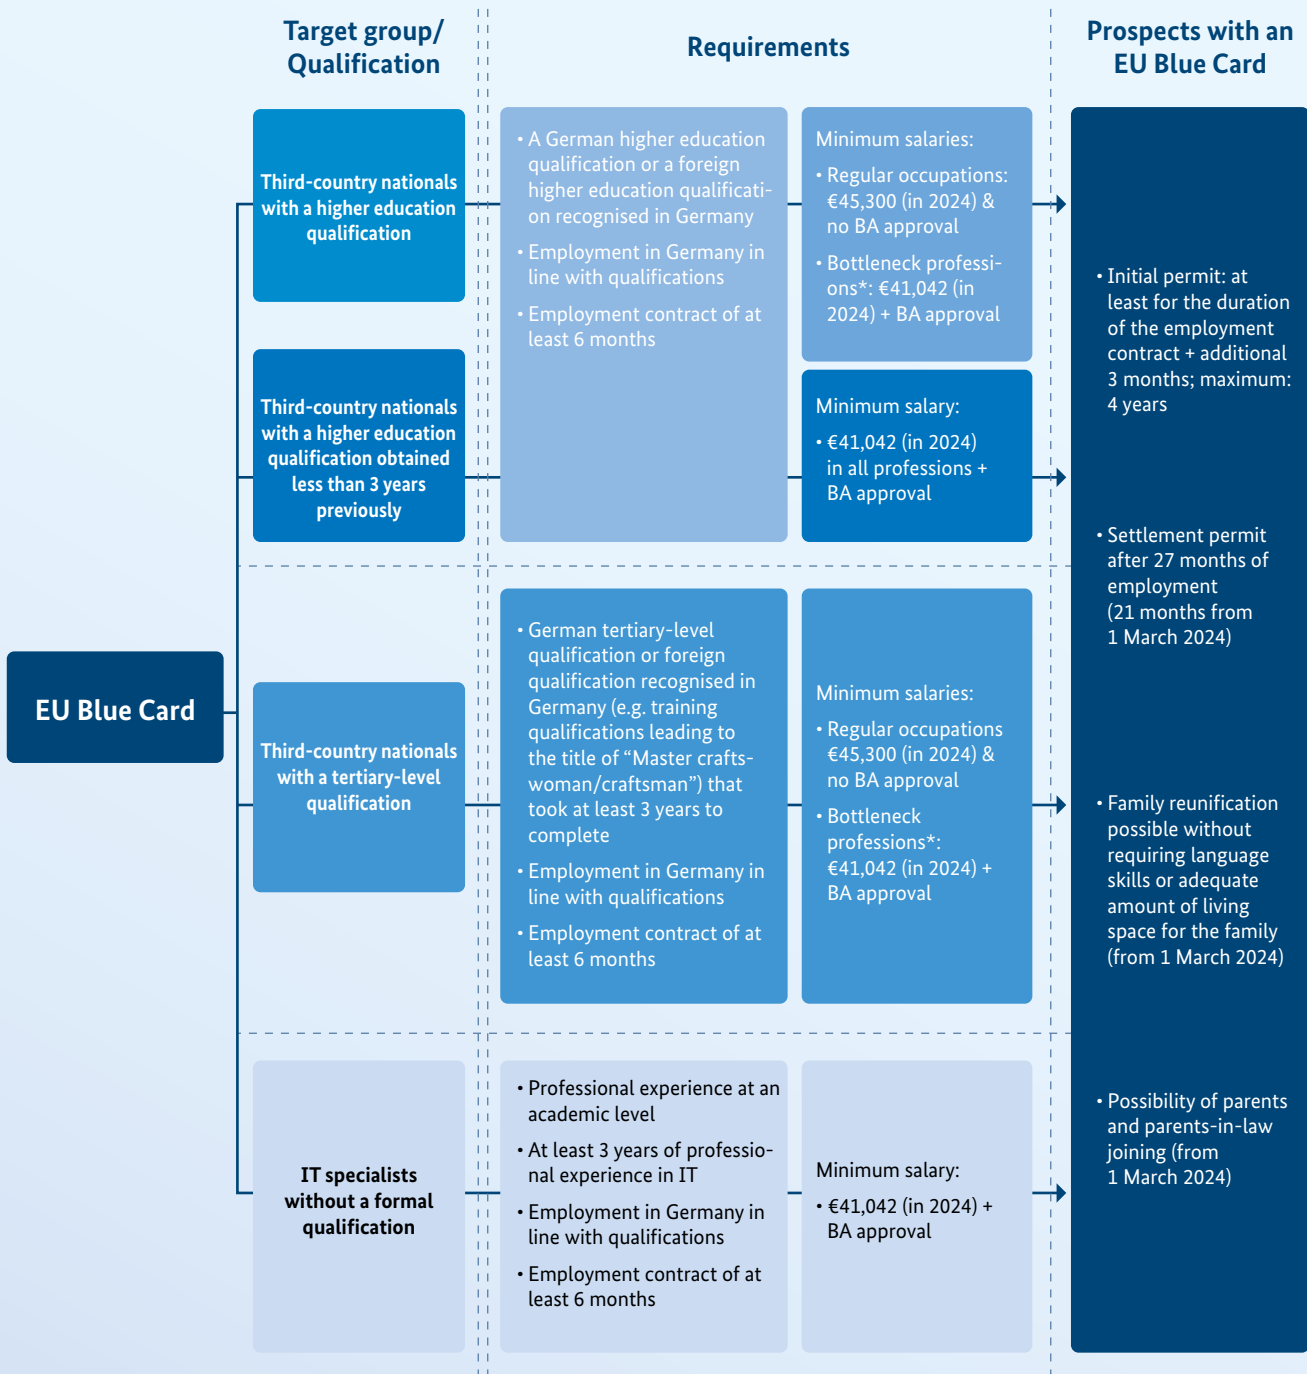 Target group/
Qualification
Requirements
Prospects with an
EU Blue Card
EU Blue Card
Third-country nationals
with a higher education
qualification
• A German higher education
qualification or a foreign
higher education qualificati-
on recognised in Germany
• Employment in Germany in
line with qualifications
• Employment contract of at
least 6 months
Minimum salaries:
• Regular occupations:
€45,300 (in 2024) &
no BA approval
• Bottleneck professi-
ons*: €41,042 (in
2024) + BA approval
Third-country nationals
with a higher education
qualification obtained
less than 3 years
previously
Minimum salary:
• €41,042 (in 2024)
in all professions +
BA approval
Third-country nationals
with a tertiary-level
qualification
• German tertiary-level
qualification or foreign
qualification recognised in
Germany (e.g. training
qualifications leading to
the title of “Master crafts-
woman/craftsman”) that
took at least 3 years to
complete
• Employment in Germany in
line with qualifications
• Employment contract of at
least 6 months
Minimum salaries:
• Regular occupations
€45,300 (in 2024) &
no BA approval
• Bottleneck
professions*:
€41,042 (in 2024) +
BA approval
IT specialists
without a formal
qualification
• Professional experience at an
academic level
• At least 3 years of professio-
nal experience in IT
• Employment in Germany in
line with qualifications
• Employment contract of at
least 6 months
Minimum salary:
• €41,042 (in 2024) +
BA approval
• Initial permit: at
least for the duration
of the employment
contract + additional
3 months; maximum:
4 years
• Settlement permit
after 27 months of
employment
(21 months from
1 March 2024)
• Family reunification
possible without
requiring language
skills or adequate
amount of living
space for the family
(from 1 March 2024)
• Possibility of parents
and parents-in-law
joining (from
1 March 2024)